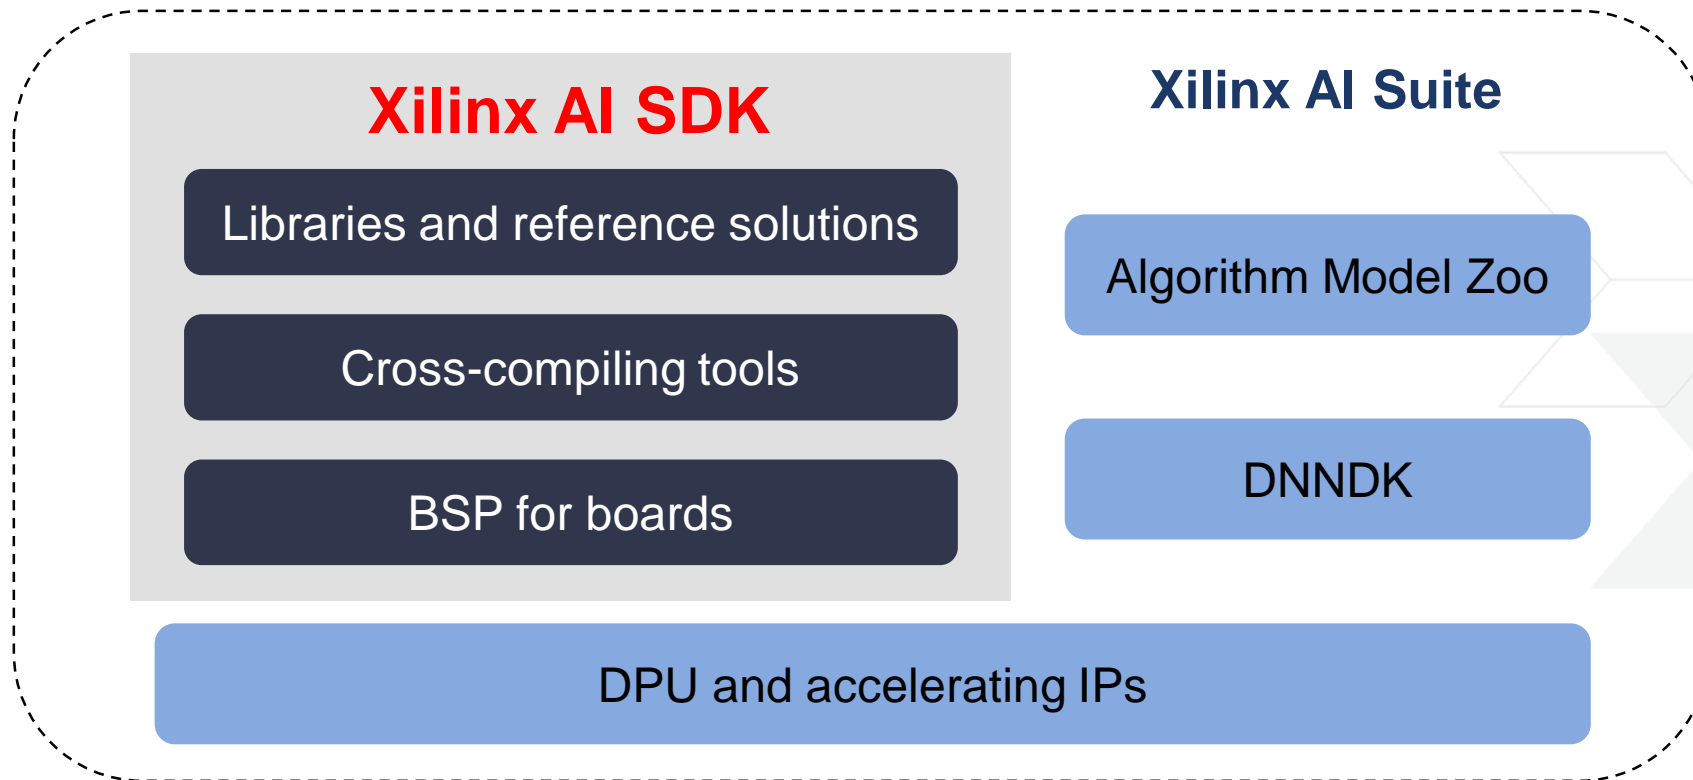 Xilinx AI SDK
Libraries and reference solutions
Cross-compiling tools
BSP for boards
Xilinx AI Suite
Algorithm Model Zoo
DNNDK
DPU and accelerating IPs